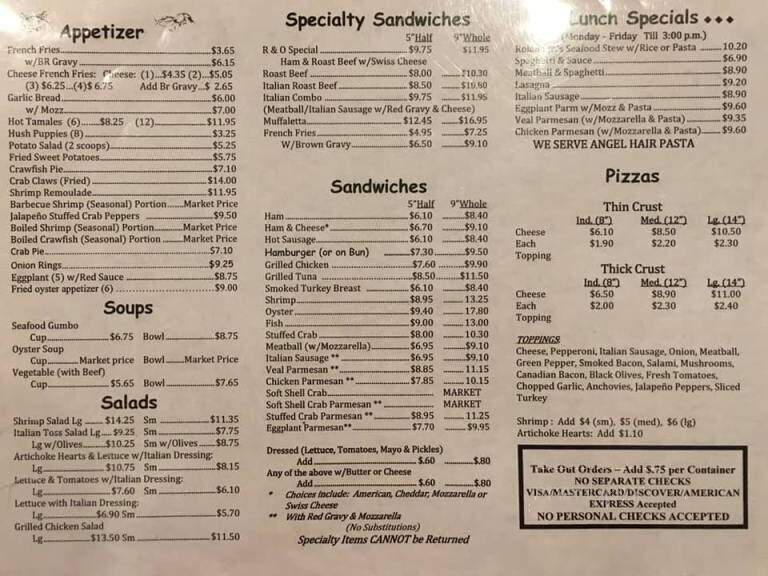 Appetizer
French Fries $3.65
w/BR Gravy $6.15
Cheese French Fries: Cheese: (1)...$4.35 (2)...$5.05
(3) $6.25...(4)$ 6.75 Add Br Gravy...$ 2.65
Garlic Bread $6.00
w/ Mozz $7.00
Hot Tamales (6)......$8.25 (12) $11.95
Hush Puppies (8) $3.25
Potato Salad (2 scoops) $5.25
Fried Sweet Potatoes $5.75
Crawfish Pie $7.10
Crab Claws (Fried) $14.00
Shrimp Remoulade $11.95
Barbecue Shrimp (Seasonal) Portion Market Price
Jalapeño Stuffed Crab Peppers $9.50
Boiled Shrimp (Seasonal) Portion Market Price
Boiled Crawfish (Seasonal) Portion Market Price
Crab Pie $7.10
Onion Rings $9.25
Eggplant (5) w/Red Sauce $8.75
Fried oyster appetizer (6) $9.00
Soups
Seafood Gumbo
Cup $6.75 Bowl $8.75
Oyster Soup
Cup Market price Bowl Market Price
Vegetable (with Beef)
Cup $5.65 Bowl $7.65
Salads
Shrimp Salad Lg $14.25 Sm $11.35
Italian Toss Salad Lg $9.25 Sm $7.75
Lg w/Olives $10.25 Sm w/Olives $8.75
Artichoke Hearts & Lettuce w/Italian Dressing:
Lg $10.75 Sm $8.15
Lettuce & Tomatoes w/Italian Dressing:
Lg $7.60 Sm $6.10
Lettuce with Italian Dressing:
Lg $6.90 Sm $5.70
Grilled Chicken Salad
Lg $13.50 Sm $11.50
Specialty Sandwiches
5"Half 9"Whole
R & O Special $9.75 $11.95
Ham & Roast Beef w/Swiss Cheese
Roast Beef $8.00 $10.30
Italian Roast Beef $8.50 $10.60
Italian Combo $9.75 $11.95
(Meatball/Italian Sausage w/Red Gravy & Cheese)
Muffaletta $12.45 $16.95
French Fries $4.95 $7.25
W/Brown Gravy $6.50 $9.10
Sandwiches
5"Half 9"Whole
Ham $6.10 $8.40
Ham & Cheese* $6.70 $9.10
Hot Sausage $6.10 $8.40
Hamburger (or on Bun) $7.30 $9.50
Grilled Chicken $7.60 $9.90
Grilled Tuna $8.50 $11.50
Smoked Turkey Breast $6.10 $8.40
Shrimp $8.95 13.25
Oyster $9.40 17.80
Fish $9.00 13.00
Stuffed Crab $8.00 10.30
Meatball (w/Mozzarella) $6.95 $9.10
Italian Sausage ** $6.95 $9.10
Veal Parmesan ** $8.85 11.15
Chicken Parmesan ** $7.85 10.15
Soft Shell Crab MARKET
Soft Shell Crab Parmesan ** MARKET
Stuffed Crab Parmesan ** $8.95 11.25
Eggplant Parmesan** $7.70 $9.95
Dressed (Lettuce, Tomatoes, Mayo & Pickles)
Add $.60 $.80
Any of the above w/Butter or Cheese
Add $.60 $.80
* Choices Include: American, Cheddar, Mozzarella or
Swiss Cheese
** With Red Gravy & Mozzarella
(No Substitutions)
Specialty Items CANNOT be Returned
Lunch Specials
(Monday - Friday Till 3:00 p.m.)
Seafood Stew w/Rice or Pasta 10.20
Spaghetti & Sauce $6.90
Meatball & Spaghetti $8.90
Lasagna $9.20
Italian Sausage $8.90
Eggplant Parm w/Mozz & Pasta $9.60
Veal Parmesan (w/Mozzarella & Pasta) $9.35
Chicken Parmesan (w/Mozzarella & Pasta) $9.60
WE SERVE ANGEL HAIR PASTA
Pizzas
Thin Crust
Ind. (8") Med. (12") Lg. (14")
Cheese $6.10 $8.50 $10.50
Each $1.90 $2.20 $2.30
Topping
Thick Crust
Ind. (8") Med. (12") Lg. (14")
Cheese $6.50 $8.90 $11.00
Each $2.00 $2.30 $2.40
Topping
TOPPINGS
Cheese, Pepperoni, Italian Sausage, Onion, Meatball,
Green Pepper, Smoked Bacon, Salami, Mushrooms,
Canadian Bacon, Black Olives, Fresh Tomatoes,
Chopped Garlic, Anchovies, Jalapeño Peppers, Sliced
Turkey
Shrimp : Add $4 (sm), $5 (med), $6 (lg)
Artichoke Hearts: Add $1.10
Take Out Orders – Add $.75 per Container
NO SEPARATE CHECKS
VISA/MASTERCARD/DISCOVER/AMERICAN
EXPRESS Accepted
NO PERSONAL CHECKS ACCEPTED